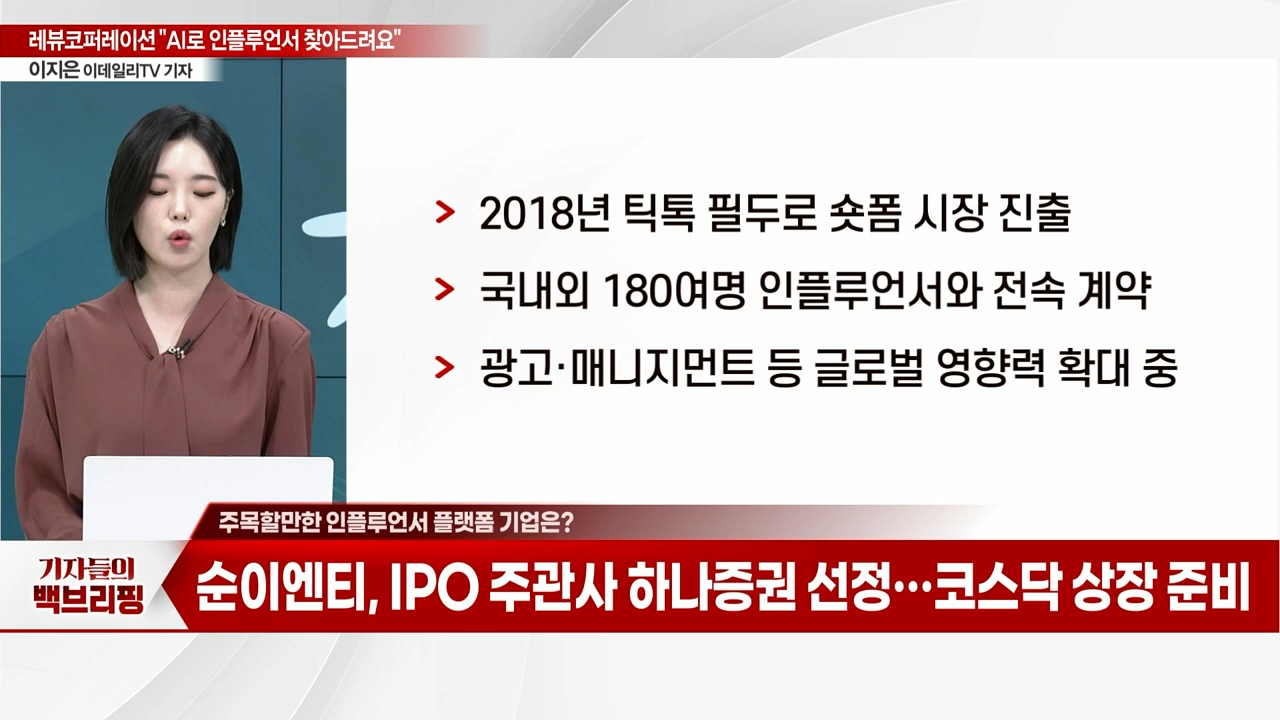 레뷰코퍼레이션 "AI로 인플루언서 찾아드려요"
이지은 이데일리TV 기자
> 2018년 틱톡 필두로 숏폼 시장 진출
> 국내외 180여명 인플루언서와 전속 계약
> 광고·매니지먼트 등 글로벌 영향력 확대 중
주목할만한 인플루언서 플랫폼 기업은?
기자들의
백브리핑
순이엔티, IPO 주관사 하나증권 선정…코스닥 상장 준비